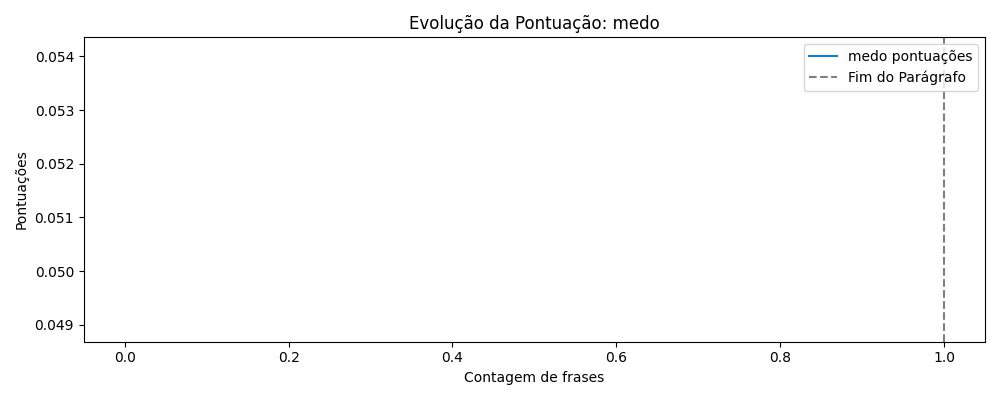 Evolução da Pontuação: medo
medo pontuações
Fim do Parágrafo
Pontuações
0.054
0.053
0.052
0.051
0.050
0.049
0.0 0.2 0.4 0.6 0.8 1.0
Contagem de frases